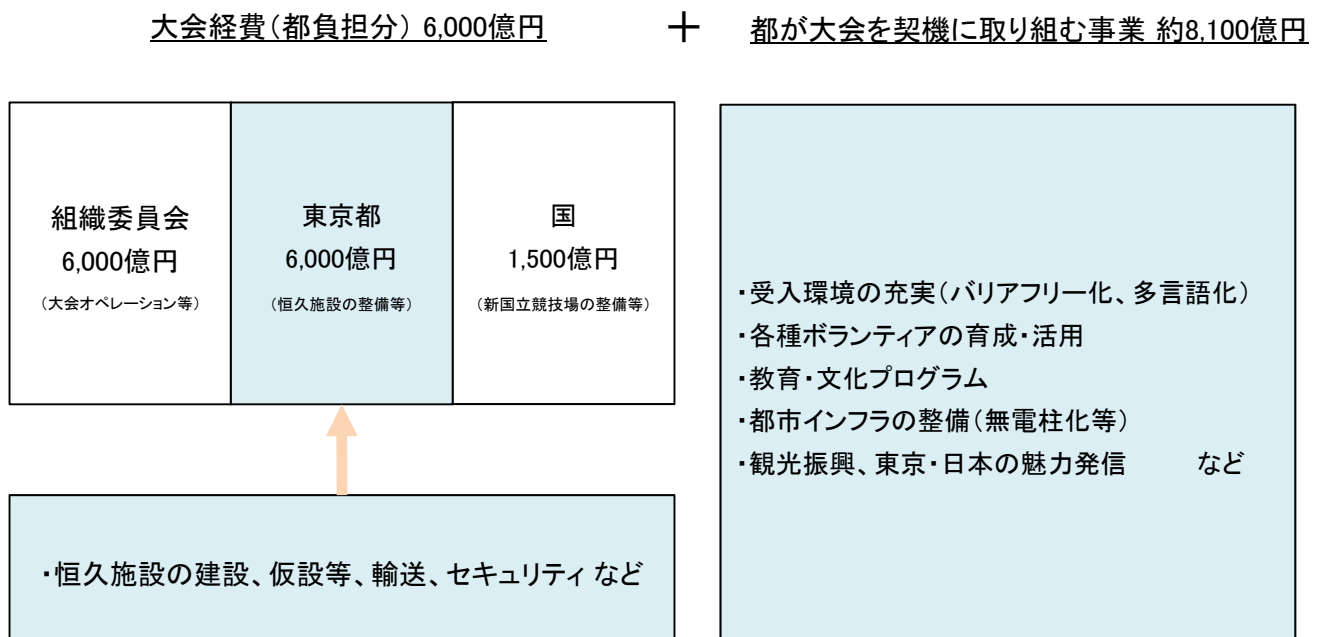 大会経費(都負担分) 6,000億円 + 都が大会を契機に取り組む事業 約8,100億円
組織委員会
6,000億円
(大会オペレーション等)
東京都
6,000億円
(恒久施設の整備等)
国
1,500億円
(新国立競技場の整備等)
・恒久施設の建設、仮設等、輸送、セキュリティ など
・受入環境の充実(バリアフリー化、多言語化)
・各種ボランティアの育成・活用
・教育・文化プログラム
・都市インフラの整備(無電柱化等)
・観光振興、東京・日本の魅力発信 など